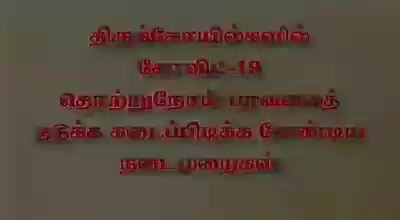 திருக்கோயில்களில்
கோவிட்-19
தொற்றுநோய் பரவலைத்
தடுக்க கடைப்பிடிக்க வேண்டிய
நடைமுறைகள்